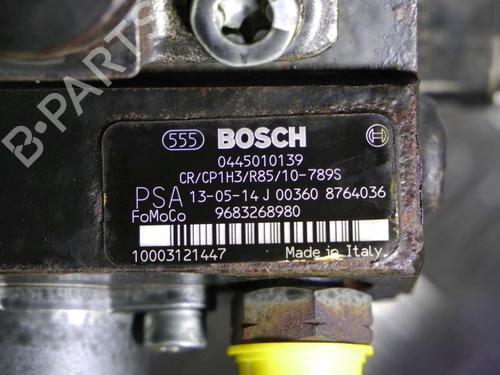 B-PARTS
555 BOSCH
0445010139
CR/CP1H3/R85/10-789S
PSA 13-05-14 J 00360 8764036
FoMoCo 9683268980
10003121447 Made in Italy